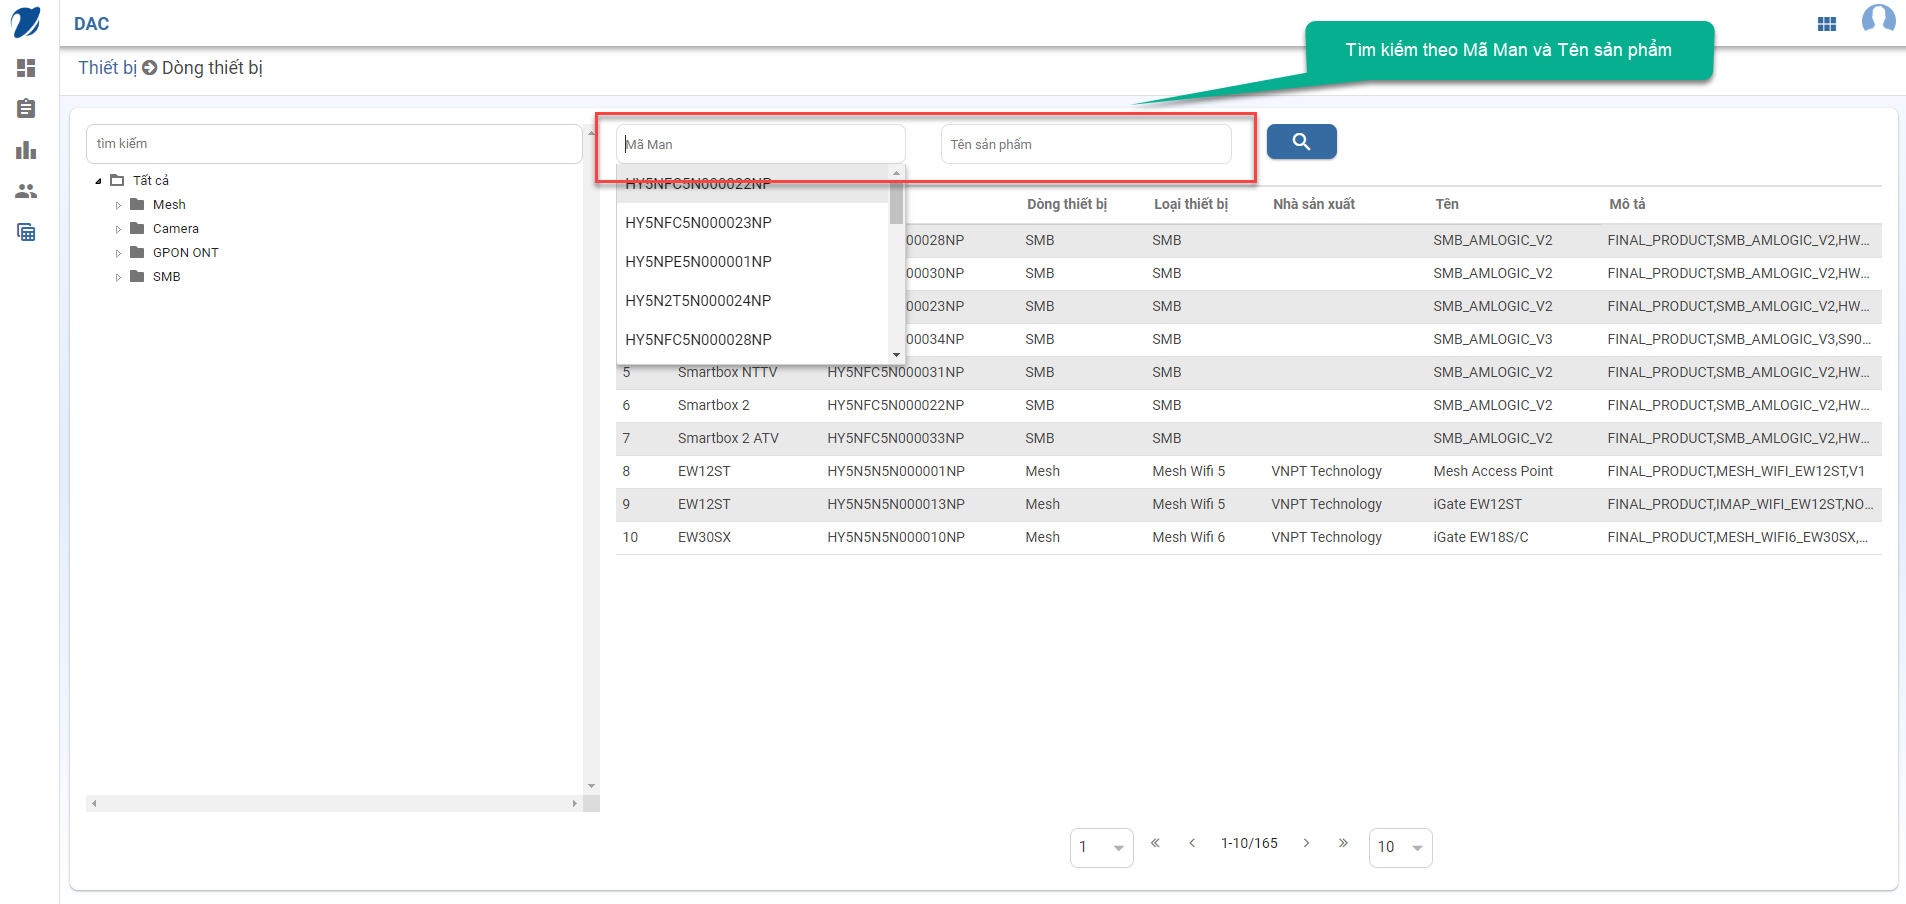 DAC
Tìm kiếm theo Mã Man và Tên sản phẩm
Thiết bị Dòng thiết bị
tìm kiếm
Tất cả
Mesh
Camera
GPON ONT
SMB
Mã Man
Tên sản phẩm
HY5NFC5N000022NP
HY5NFC5N000023NP
HY5NPE5N000001NP
HY5N2T5N000024NP
HY5NFC5N000028NP
Dòng thiết bị Loại thiết bị Nhà sản xuất Tên Mô tả
00028NP SMB SMB SMB_AMLOGIC_V2 FINAL_PRODUCT,SMB_AMLOGIC_V2,HW...
00030NP SMB SMB SMB_AMLOGIC_V2 FINAL_PRODUCT,SMB_AMLOGIC_V2,HW...
00023NP SMB SMB SMB_AMLOGIC_V2 FINAL_PRODUCT,SMB_AMLOGIC_V2,HW...
00034NP SMB SMB SMB_AMLOGIC_V3 FINAL_PRODUCT,SMB_AMLOGIC_V3,S90...
5 Smartbox NTTV HY5NFC5N000031NP SMB SMB SMB_AMLOGIC_V2 FINAL_PRODUCT,SMB_AMLOGIC_V2,HW...
6 Smartbox 2 HY5NFC5N000022NP SMB SMB SMB_AMLOGIC_V2 FINAL_PRODUCT,SMB_AMLOGIC_V2,HW...
7 Smartbox 2 ATV HY5NFC5N000033NP SMB SMB SMB_AMLOGIC_V2 FINAL_PRODUCT,SMB_AMLOGIC_V2,HW...
8 EW12ST HY5N5N5N000001NP Mesh Mesh Wifi 5 VNPT Technology Mesh Access Point FINAL_PRODUCT,MESH_WIFI_EW12ST,V1
9 EW12ST HY5N5N5N000013NP Mesh Mesh Wifi 5 VNPT Technology iGate EW12ST FINAL_PRODUCT,IMAP_WIFI_EW12ST,NO...
10 EW30SX HY5N5N5N000010NP Mesh Mesh Wifi 6 VNPT Technology iGate EW18S/C FINAL_PRODUCT,MESH_WIFI6_EW30SX,...
1 « ‹ 1-10/165 › » 10